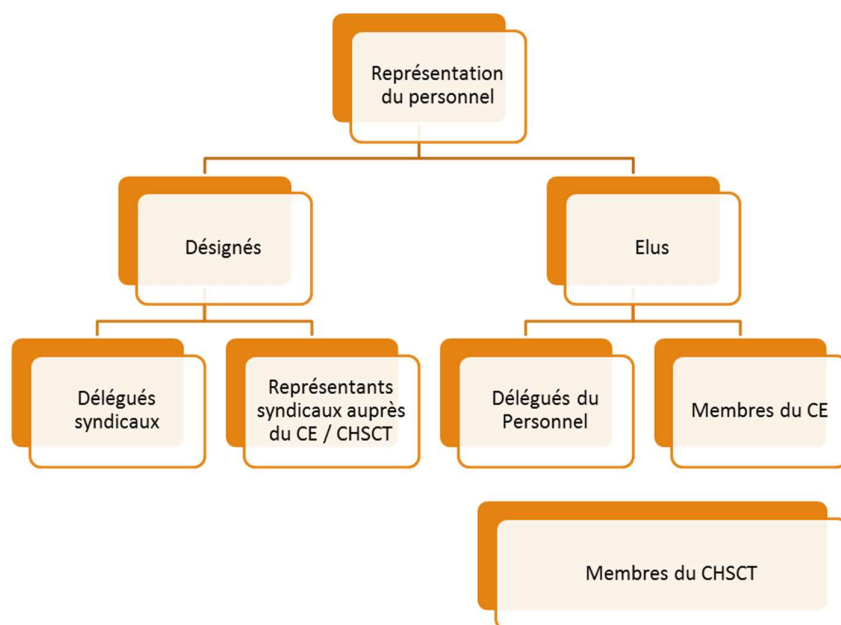 Représentation
du personnel
Désignés
Elus
Délégués
syndicaux
Représentants
syndicaux auprès
du CE / CHSCT
Délégués du
Personnel
Membres du CE
Membres du CHSCT